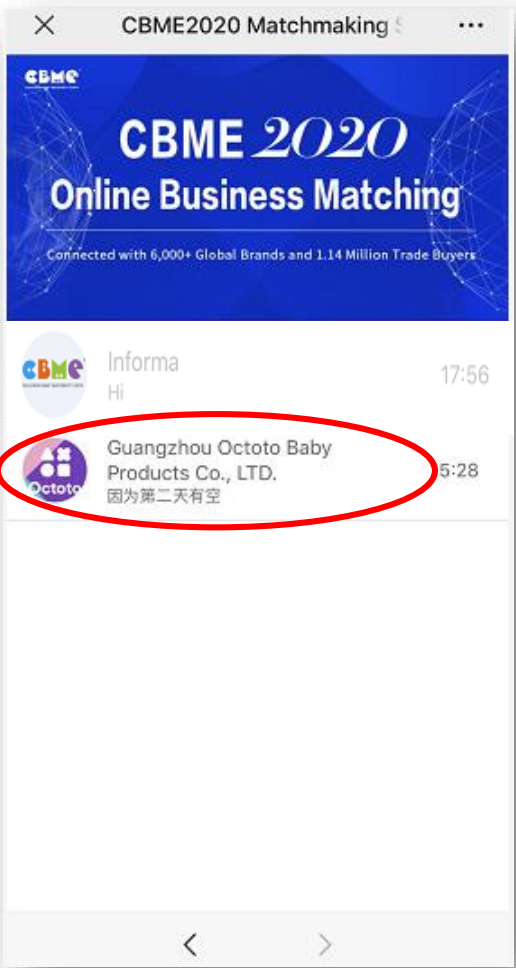 CBME2020 Matchmaking
CBME
CBME 2020
Online Business Matching
Connected with 6,000+ Global Brands and 1.14 Million Trade Buyers
CBME
Informa
17:56
Hi
Guangzhou Octoto Baby
Products Co., LTD.
5:28
Octoto
因为第二天有空